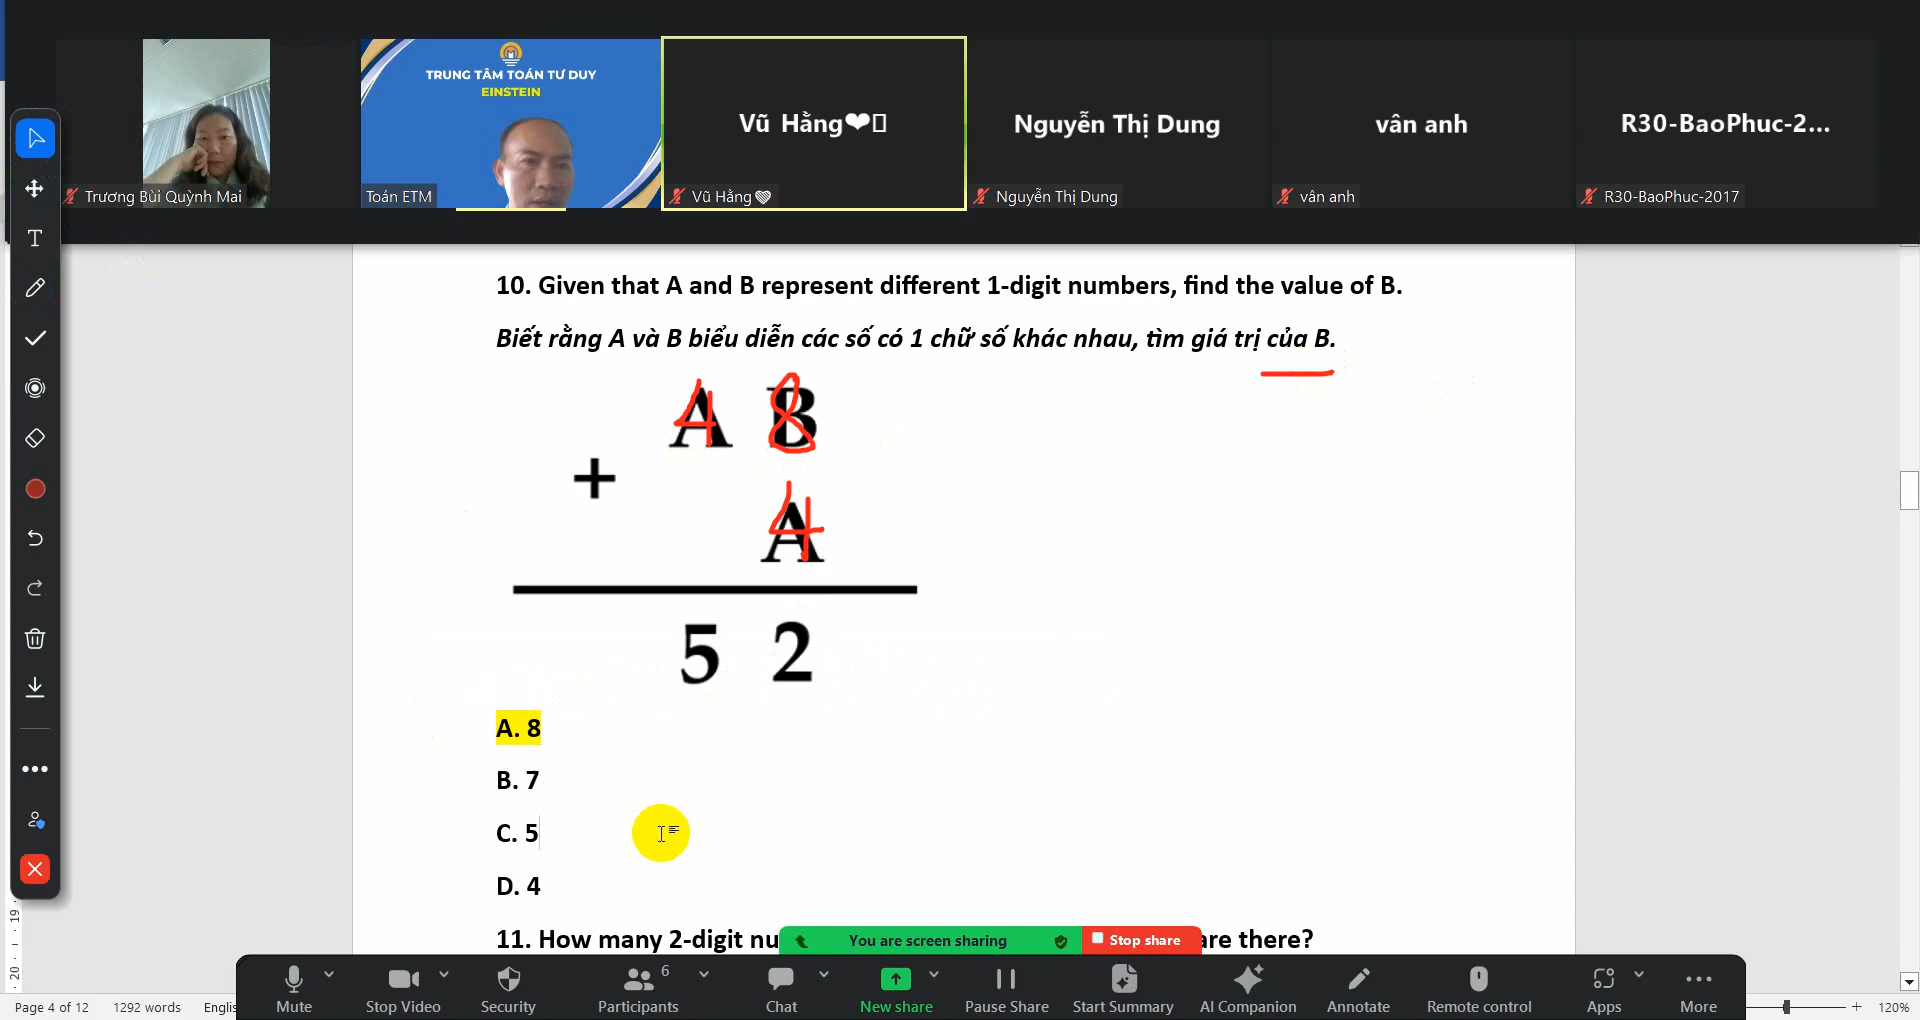 TRUNG TÂM TOÁN TƯ DUY
EINSTEIN
Vũ Hằng❤
Nguyễn Thị Dung
vân anh
R30-BaoPhuc-2...
Trương Bùi Quỳnh Mai
Toán ETM
Vũ Hằng
Nguyễn Thị Dung
vân anh
R30-BaoPhuc-2017
10. Given that A and B represent different 1-digit numbers, find the value of B.
Biết rằng A và B biểu diễn các số có 1 chữ số khác nhau, tìm giá trị của B.
A B
4 8
+
A
4
5 2
A. 8
B. 7
C. 5
D. 4
11. How many 2-digit nu
are there?
You are screen sharing
Stop share
Mute
Stop Video
Security
Participants
6
Chat
New share
Pause Share
Start Summary
AI Companion
Annotate
Remote control
Apps
More
Page 4 of 12
1292 words
Englis
120%
19
20